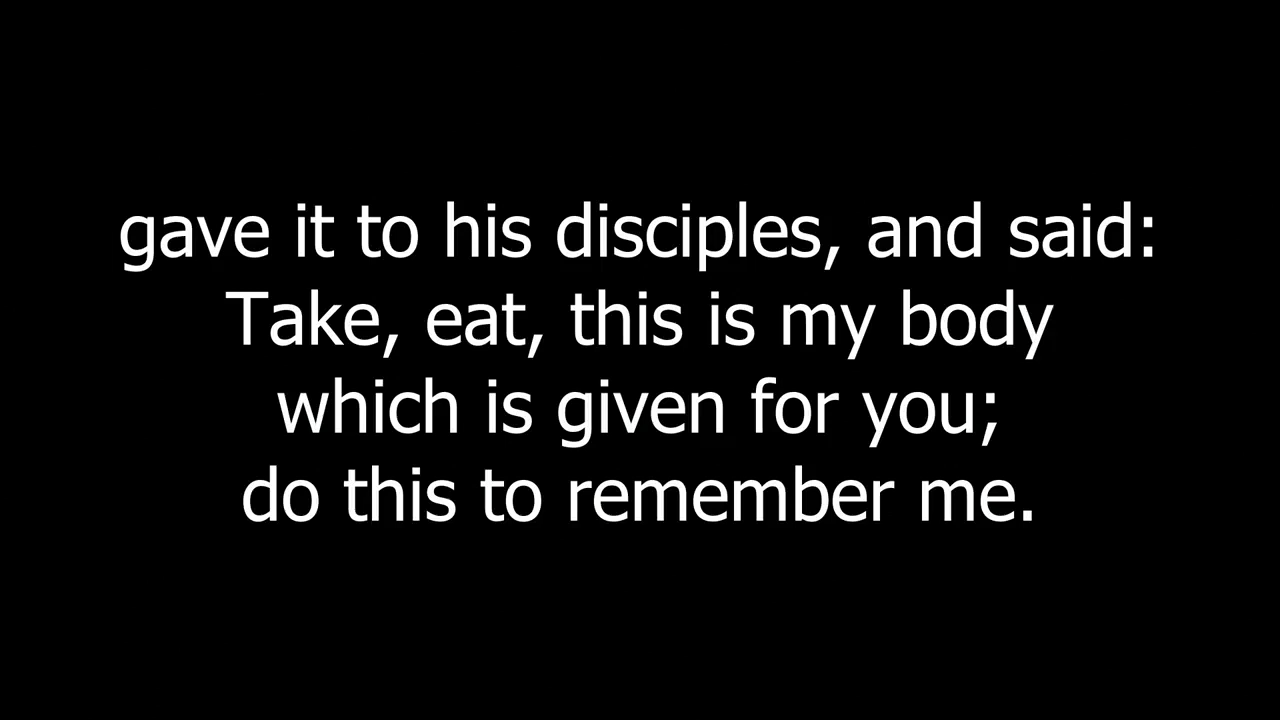 gave it to his disciples, and said:
Take, eat, this is my body
which is given for you;
do this to remember me.